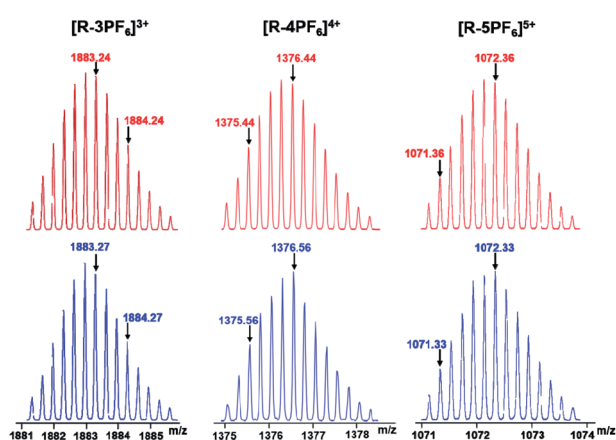 [R-3PF6]3+
[R-4PF6]4+
[R-5PF6]5+
1883.24
1884.24
1376.44
1375.44
1072.36
1071.36
1883.27
1884.27
1376.56
1375.56
1072.33
1071.33
1881 1882 1883 1884 1885 m/z
1375 1376 1377 1378 m/z
1071 1072 1073 1074 m/z